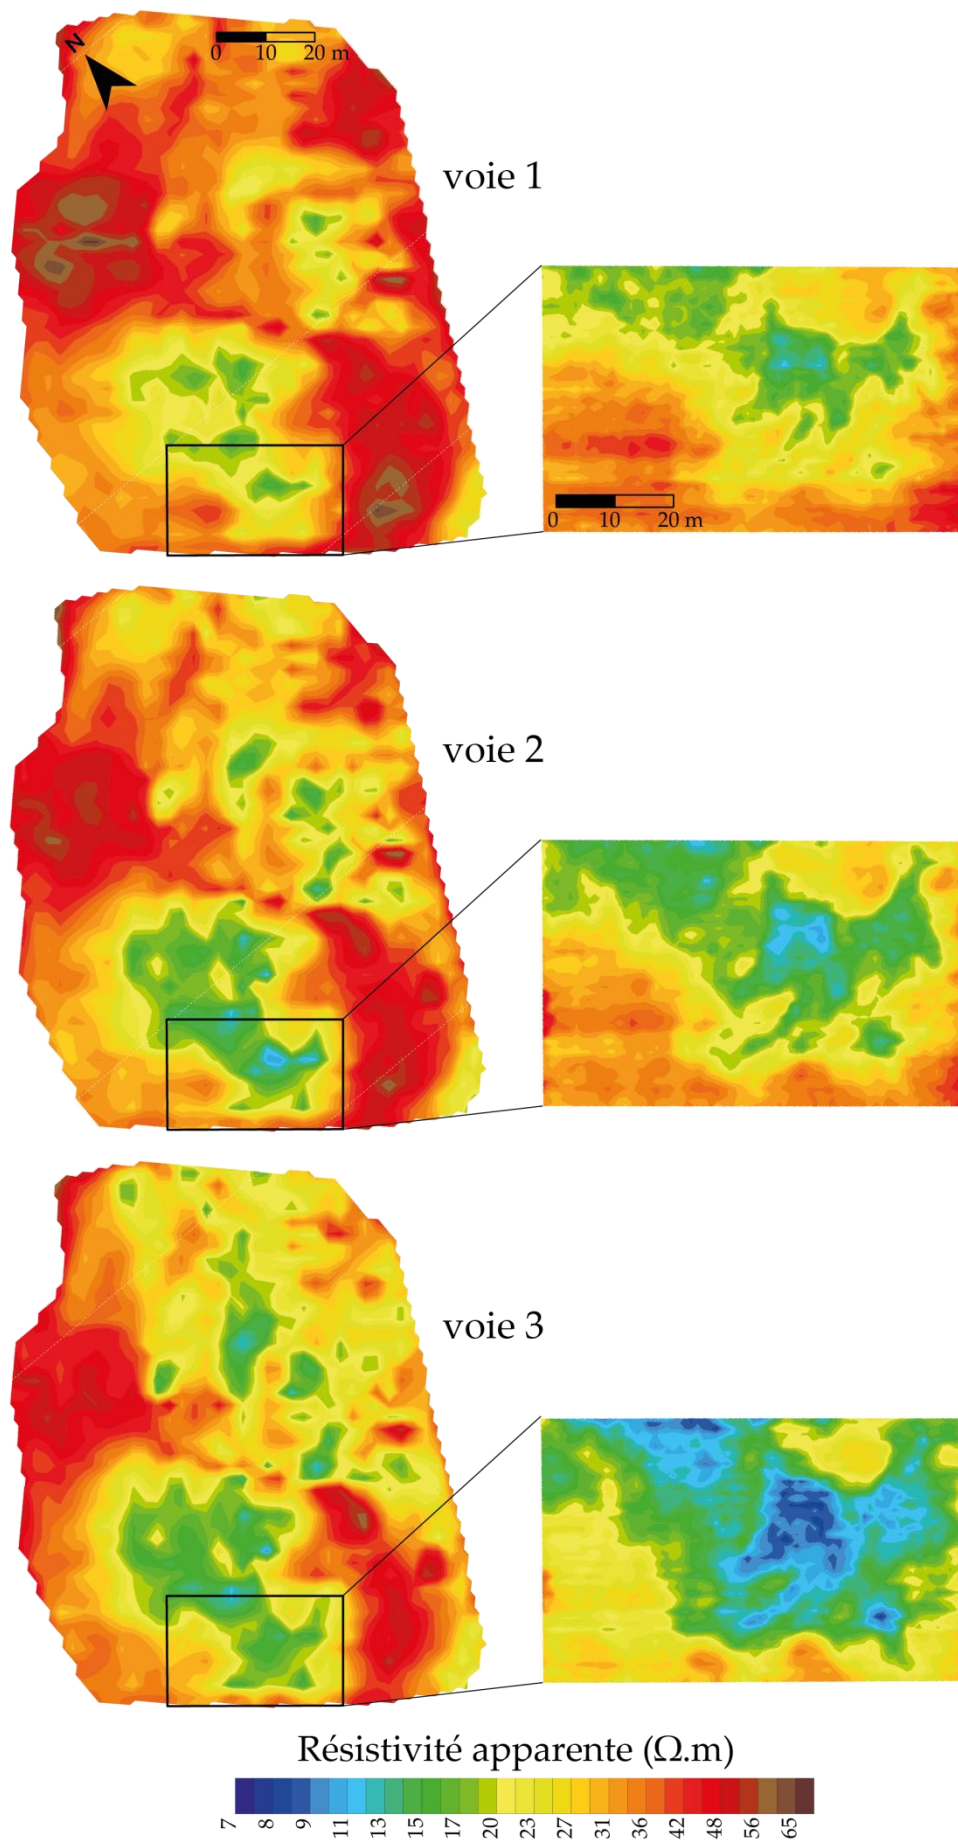 N
0 10 20 m
voie 1
0 20 m
voie 2
voie 3
Résistivité apparente (Ω.m)
7 8 9 11 13 15 17 20 23 27 31 36 42 48 56 65